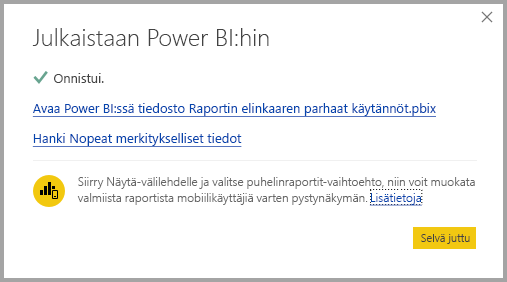 Julkaistaan Power BI:hin
Onnistui.
Avaa Power BI:ssä tiedosto Raportin elinkaaren parhaat käytännöt.pbix
Hanki Nopeat merkitykselliset tiedot
Siirry Näytä-välilehdelle ja valitse puhelinraportit-vaihtoehto, niin voit muokata
valmiista raportista mobiilikäyttäjiä varten pystynäkymän. Lisätietoja
Selvä juttu